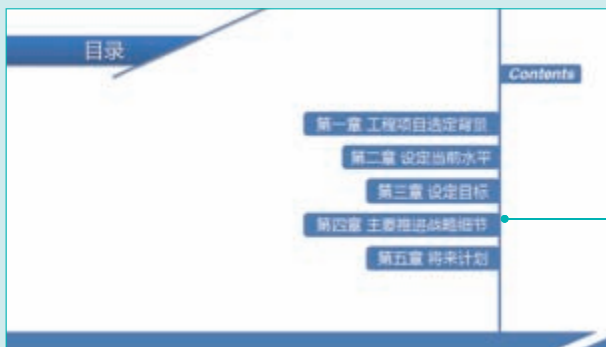 目录
Contents
第一章 工程项目选定背景
第二章 设定当前水平
第三章 设定目标
第四章 主要推进战略细节
第五章 将来计划